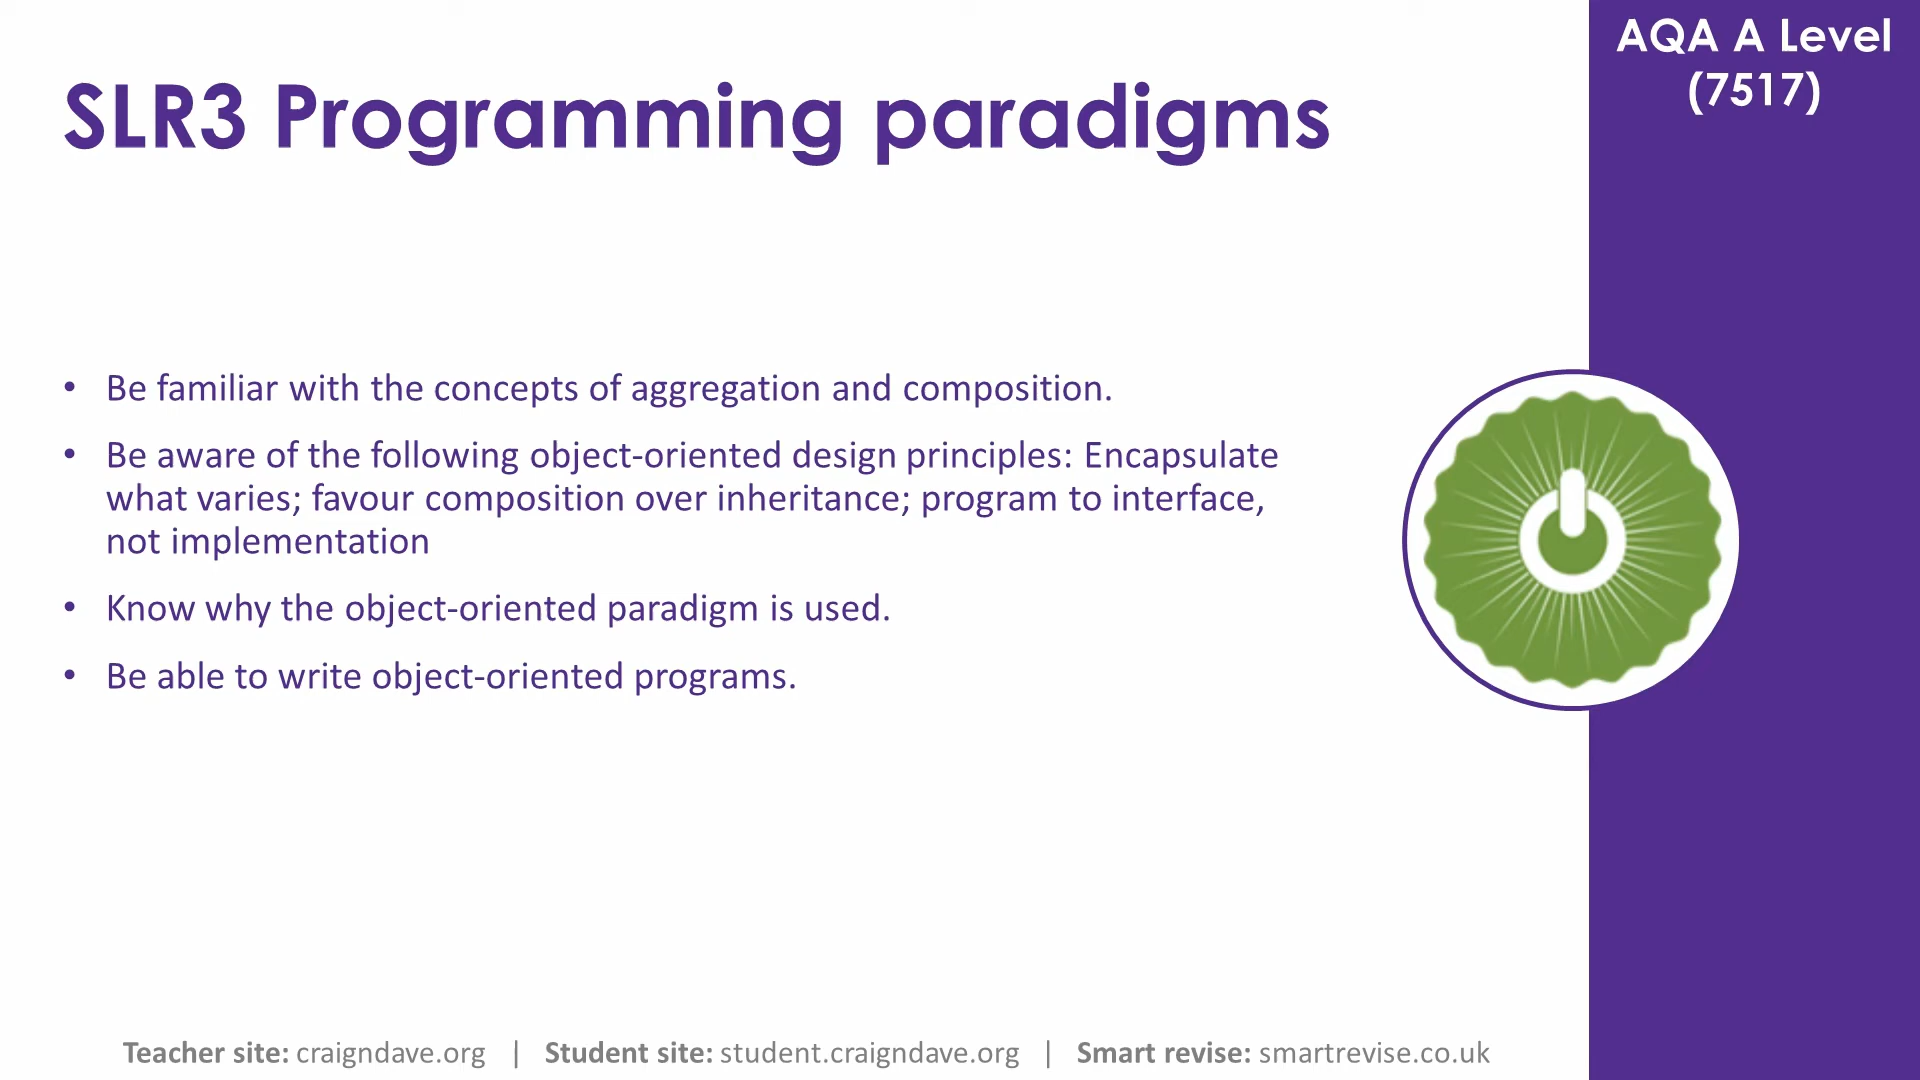 AQA A Level
(7517)
SLR3 Programming paradigms
• Be familiar with the concepts of aggregation and composition.
• Be aware of the following object-oriented design principles: Encapsulate
what varies; favour composition over inheritance; program to interface,
not implementation
• Know why the object-oriented paradigm is used.
• Be able to write object-oriented programs.
Teacher site: craigndave.org | Student site: student.craigndave.org | Smart revise: smartrevise.co.uk